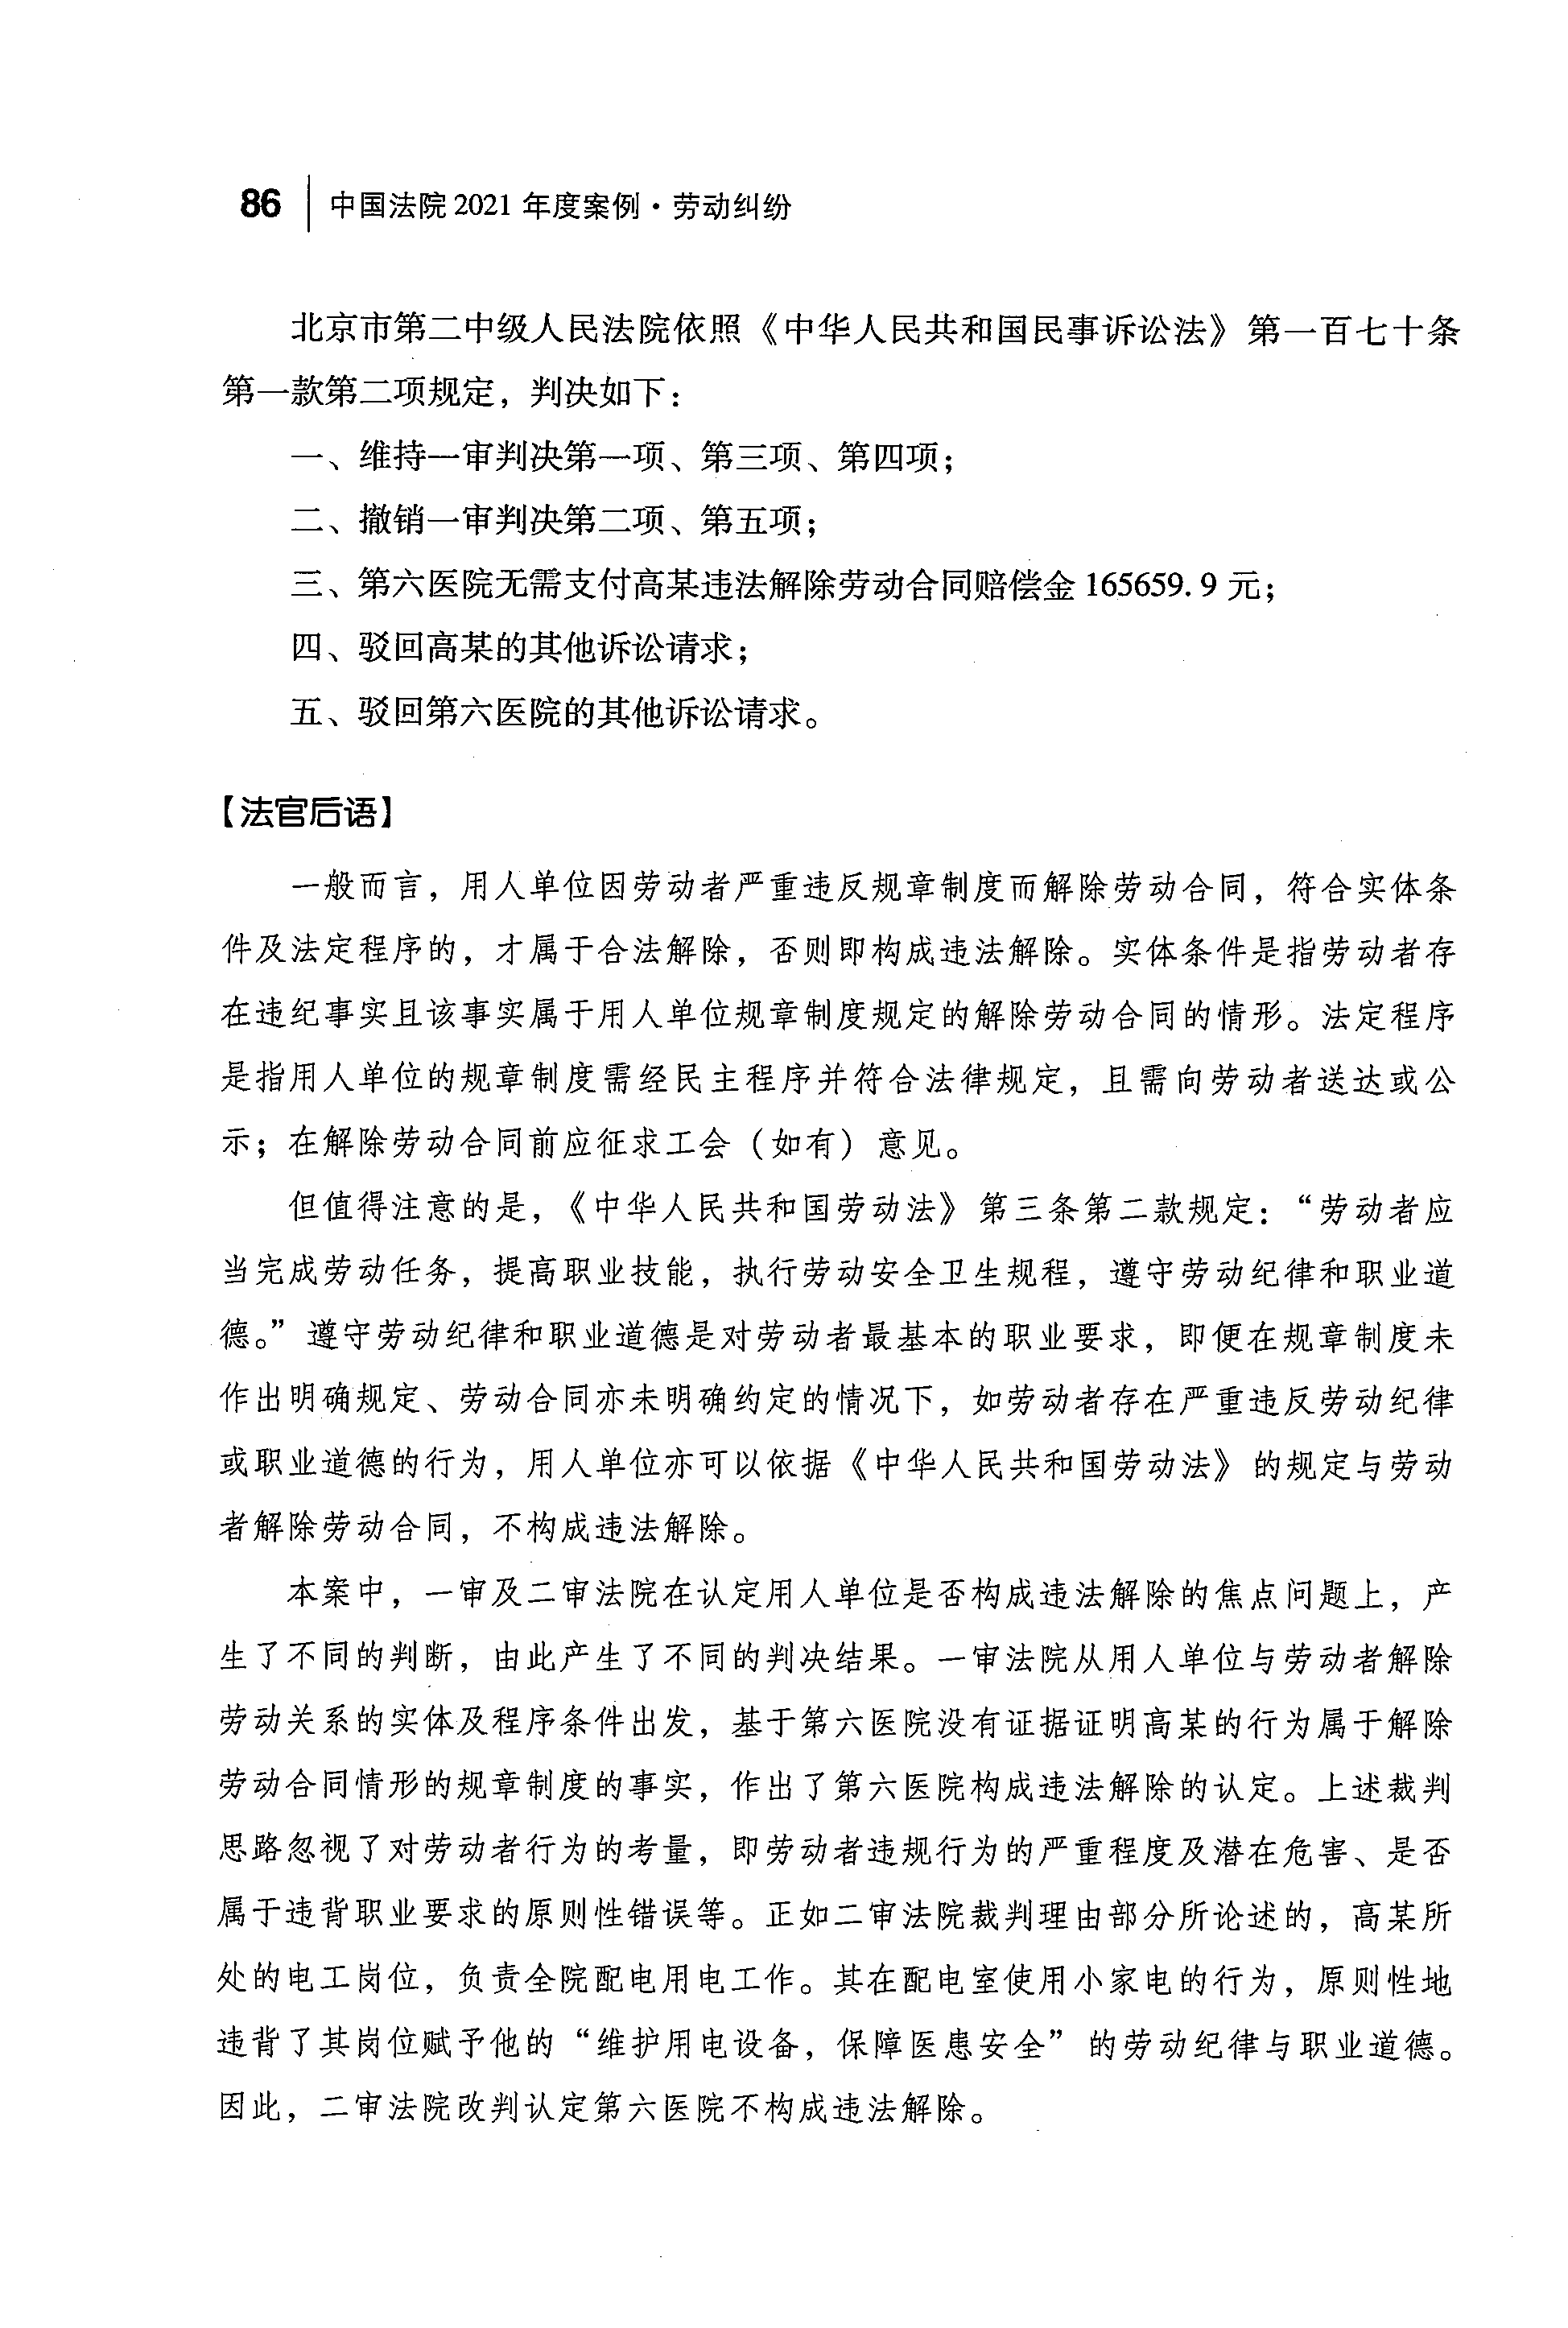 86 中国法院 2021 年度案例·劳动纠纷
北京市第二中级人民法院依照《中华人民共和国民事诉讼法》第一百七十条
第一款第二项规定，判决如下：
一、维持一审判决第一项、第三项、第四项；
二、撤销一审判决第二项、第五项；
三、第六医院无需支付高某违法解除劳动合同赔偿金 165659. 9 元；
四、驳回高某的其他诉讼请求；
五、驳回第六医院的其他诉讼请求。
【法官后语】
一般而言，用人单位因劳动者严重违反规章制度而解除劳动合同，符合实体条
件及法定程序的，才属于合法解除，否则即构成违法解除。实体条件是指劳动者存
在违纪事实且该事实属于用人单位规章制度规定的解除劳动合同的情形。法定程序
是指用人单位的规章制度需经民主程序并符合法律规定，且需向劳动者送达或公
示；在解除劳动合同前应征求工会（如有）意见。
但值得注意的是，《中华人民共和国劳动法》第三条第二款规定：“劳动者应
当完成劳动任务，提高职业技能，执行劳动安全卫生规程，遵守劳动纪律和职业道
德。”遵守劳动纪律和职业道德是对劳动者最基本的职业要求，即便在规章制度未
作出明确规定、劳动合同亦未明确约定的情况下，如劳动者存在严重违反劳动纪律
或职业道德的行为，用人单位亦可以依据《中华人民共和国劳动法》的规定与劳动
者解除劳动合同，不构成违法解除。
本案中，一审及二审法院在认定用人单位是否构成违法解除的焦点问题上，产
生了不同的判断，由此产生了不同的判决结果。一审法院从用人单位与劳动者解除
劳动关系的实体及程序条件出发，基于第六医院没有证据证明高某的行为属于解除
劳动合同情形的规章制度的事实，作出了第六医院构成违法解除的认定。上述裁判
思路忽视了对劳动者行为的考量，即劳动者违规行为的严重程度及潜在危害、是否
属于违背职业要求的原则性错误等。正如二审法院裁判理由部分所论述的，高某所
处的电工岗位，负责全院配电用电工作。其在配电室使用小家电的行为，原则性地
违背了其岗位赋予他的“维护用电设备，保障医患安全”的劳动纪律与职业道德。
因此，二审法院改判认定第六医院不构成违法解除。